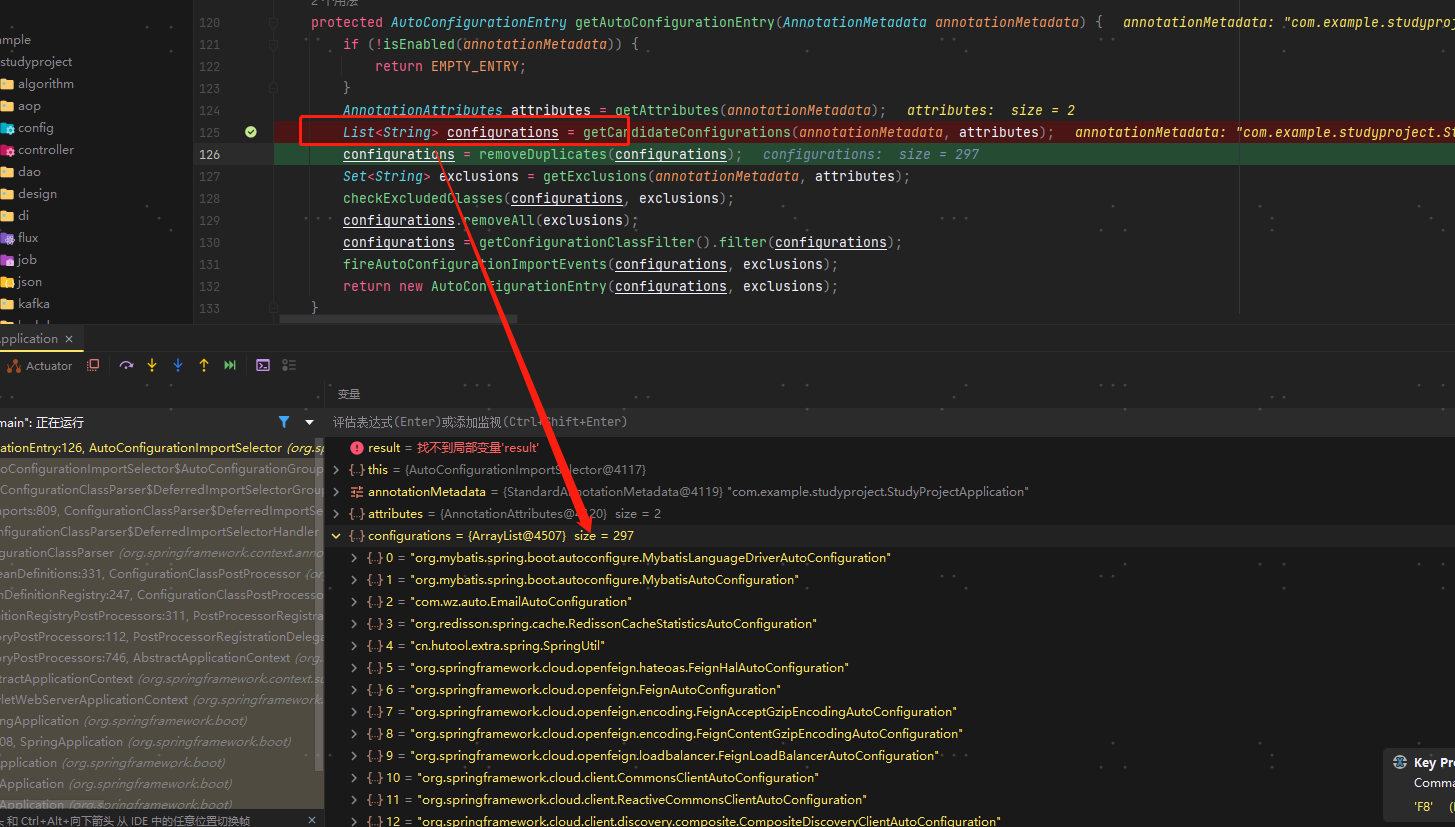 2个用法
120 protected AutoConfigurationEntry getAutoConfigurationEntry(AnnotationMetadata annotationMetadata) { annotationMetadata: "com.example.studyproj
121 if (!isEnabled(annotationMetadata)) {
122 return EMPTY_ENTRY;
123 }
124 AnnotationAttributes attributes = getAttributes(annotationMetadata); attributes: size = 2
125 List<String> configurations = getCandidateConfigurations(annotationMetadata, attributes); annotationMetadata: "com.example.studyproject.St
126 configurations = removeDuplicates(configurations); configurations: size = 297
127 Set<String> exclusions = getExclusions(annotationMetadata, attributes);
128 checkExcludedClasses(configurations, exclusions);
129 configurations.removeAll(exclusions);
130 configurations = getConfigurationClassFilter().filter(configurations);
131 fireAutoConfigurationImportEvents(configurations, exclusions);
132 return new AutoConfigurationEntry(configurations, exclusions);
133 }
mple
studyproject
algorithm
aop
config
controller
dao
design
di
flux
job
json
kafka
pplication ×
Actuator
变量
main": 正在运行
评估表达式(Enter)或添加监视(Ctrl+Shift+Enter)
ationEntry:126, AutoConfigurationImportSelector (org.sp
oConfigurationImportSelector$AutoConfigurationGroup
ConfigurationClassParser$DeferredImportSelectorGroup
mports:809, ConfigurationClassParser$DeferredImportSe
nfigurationClassParser$DeferredImportSelectorHandler
gurationClassParser (org.springframework.context.anno
eanDefinitions:331, ConfigurationClassPostProcessor (or
nDefinitionRegistry:247, ConfigurationClassPostProcesso
nitionRegistryPostProcessors:311, PostProcessorRegistra
oryPostProcessors:112, PostProcessorRegistrationDelega
oryPostProcessors:746, AbstractApplicationContext (org.
stractApplicationContext (org.springframework.context.su
vletWebServerApplicationContext (org.springframework.
ngApplication (org.springframework.boot)
08, SpringApplication (org.springframework.boot)
pplication (org.springframework.boot)
Application (org.springframework.boot)
Application (org.springframework.boot)
头 和 Ctrl+Alt+向下箭头 从 IDE 中的任意位置切换帧 ×
result = 找不到局部变量'result'
this = {AutoConfigurationImportSelector@4117}
annotationMetadata = {StandardAnnotationMetadata@4119} "com.example.studyproject.StudyProjectApplication"
attributes = {AnnotationAttributes@4120} size = 2
configurations = {ArrayList@4507} size = 297
0 = "org.mybatis.spring.boot.autoconfigure.MybatisLanguageDriverAutoConfiguration"
1 = "org.mybatis.spring.boot.autoconfigure.MybatisAutoConfiguration"
2 = "com.wz.auto.EmailAutoConfiguration"
3 = "org.redisson.spring.cache.RedissonCacheStatisticsAutoConfiguration"
4 = "cn.hutool.extra.spring.SpringUtil"
5 = "org.springframework.cloud.openfeign.hateoas.FeignHalAutoConfiguration"
6 = "org.springframework.cloud.openfeign.FeignAutoConfiguration"
7 = "org.springframework.cloud.openfeign.encoding.FeignAcceptGzipEncodingAutoConfiguration"
8 = "org.springframework.cloud.openfeign.encoding.FeignContentGzipEncodingAutoConfiguration"
9 = "org.springframework.cloud.openfeign.loadbalancer.FeignLoadBalancerAutoConfiguration"
10 = "org.springframework.cloud.client.CommonsClientAutoConfiguration"
11 = "org.springframework.cloud.client.ReactiveCommonsClientAutoConfiguration"
12 = "org.springframework.cloud.client.discovery.composite.CompositeDiscoveryClientAutoConfiguration"
Key Pro
Comma
'F8' (